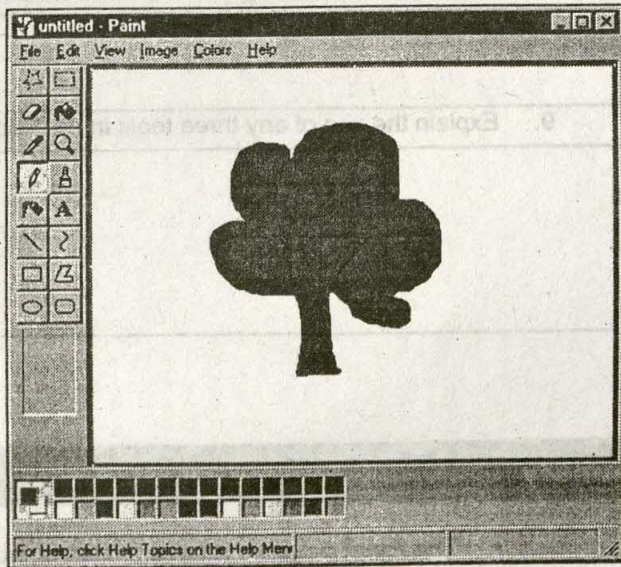 untitled - Paint
File Edit View Image Colors Help
9. Explain the of any three tools in
A
For Help, click Help Topics on the Help Menu